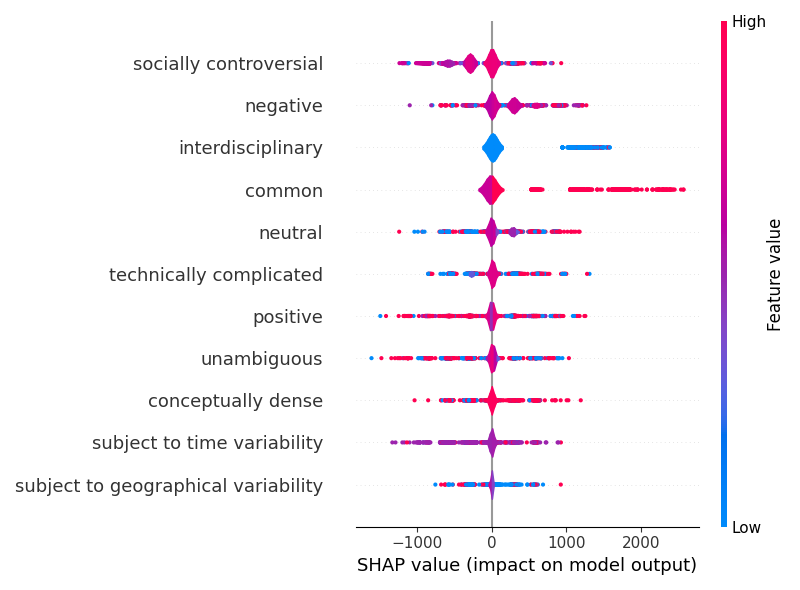 High
socially controversial
negative
interdisciplinary
common
neutral
technically complicated
positive
unambiguous
conceptually dense
subject to time variability
subject to geographical variability
Feature value
Low
−1000 0 1000 2000
SHAP value (impact on model output)